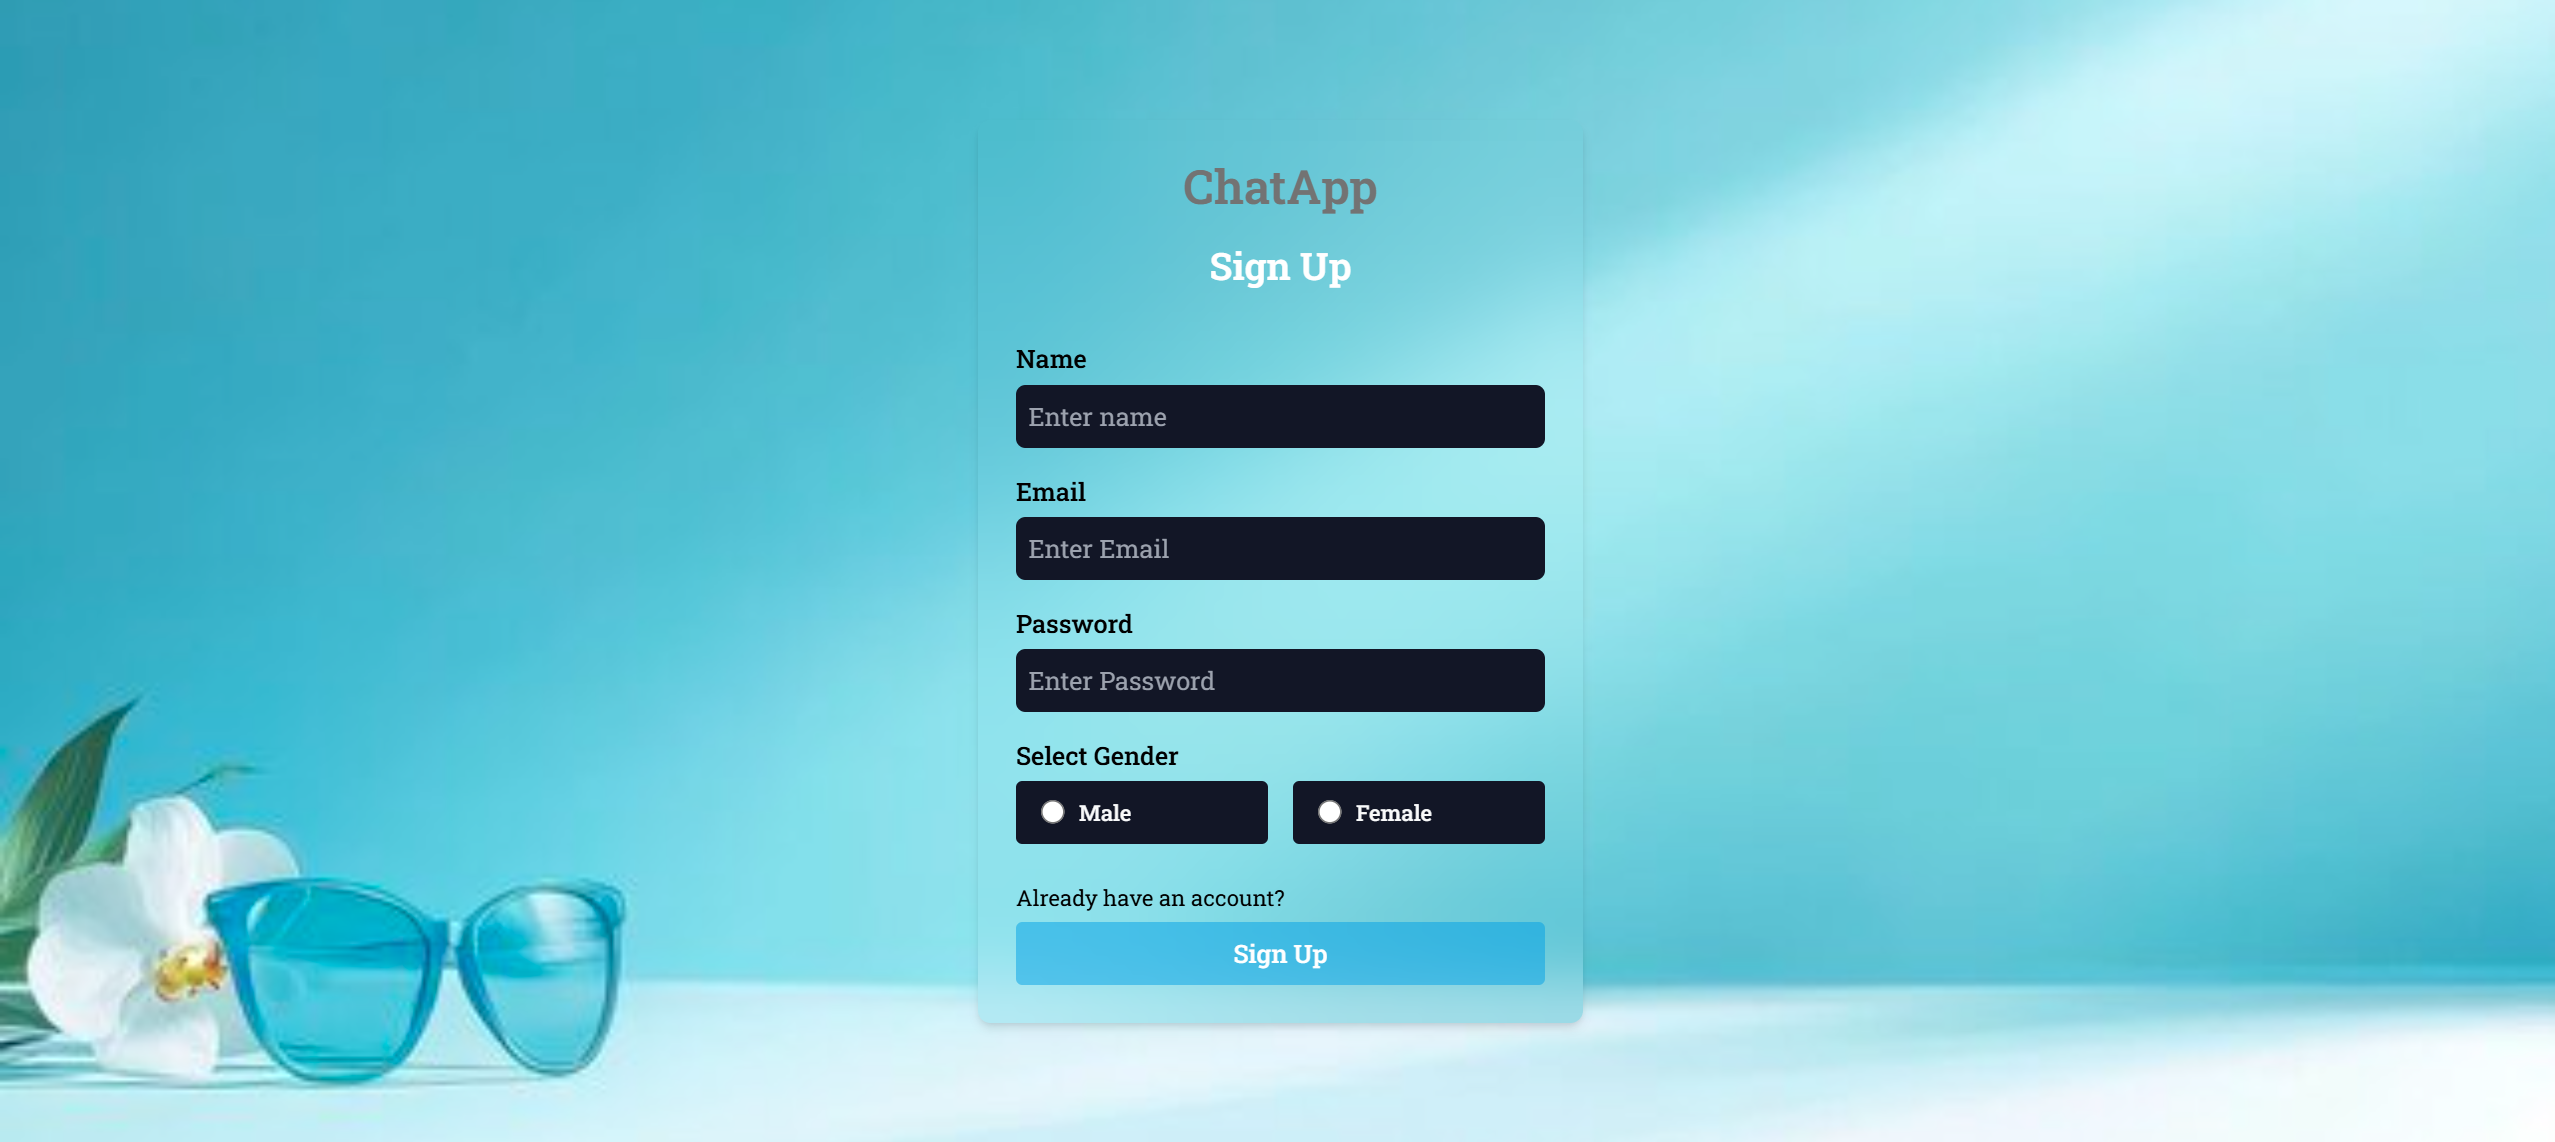 ChatApp
Sign Up
Name
Enter name
Email
Enter Email
Password
Enter Password
Select Gender
Male Female
Already have an account?
Sign Up